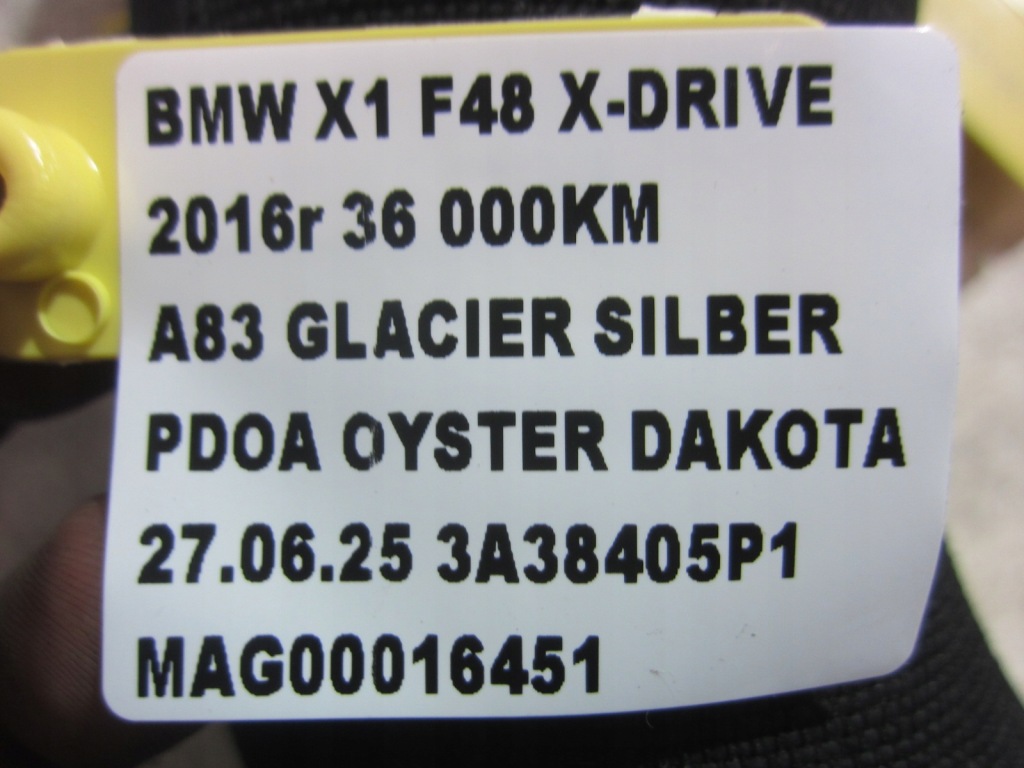 BMW X1 F48 X-DRIVE
2016r 36 000KM
A83 GLACIER SILBER
PDOA OYSTER DAKOTA
27.06.25 3A38405P1
MAG00016451